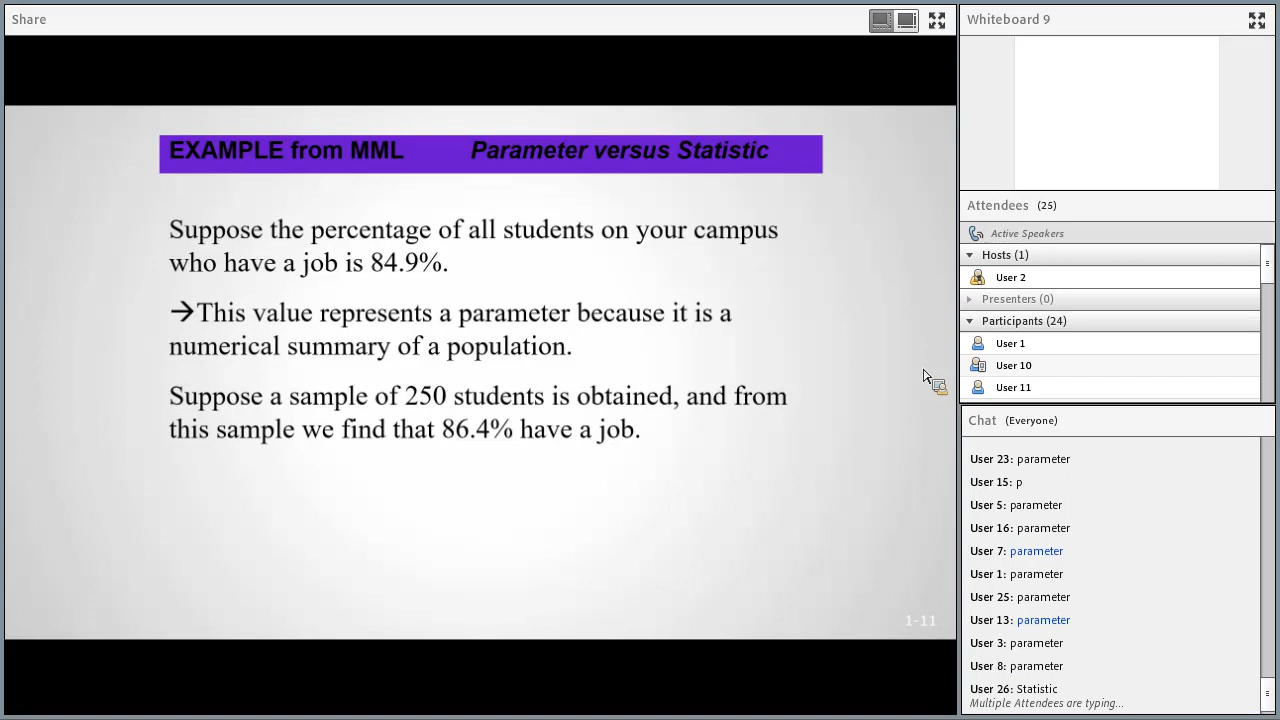 Share
EXAMPLE from MML Parameter versus Statistic
Suppose the percentage of all students on your campus
who have a job is 84.9%.
→This value represents a parameter because it is a
numerical summary of a population.
Suppose a sample of 250 students is obtained, and from
this sample we find that 86.4% have a job.
1-11
Whiteboard 9
Attendees (25)
Active Speakers
Hosts (1)
User 2
Presenters (0)
Participants (24)
User 1
User 10
User 11
Chat (Everyone)
User 23: parameter
User 15: p
User 5: parameter
User 16: parameter
User 7: parameter
User 1: parameter
User 25: parameter
User 13: parameter
User 3: parameter
User 8: parameter
User 26: Statistic
Multiple Attendees are typing...